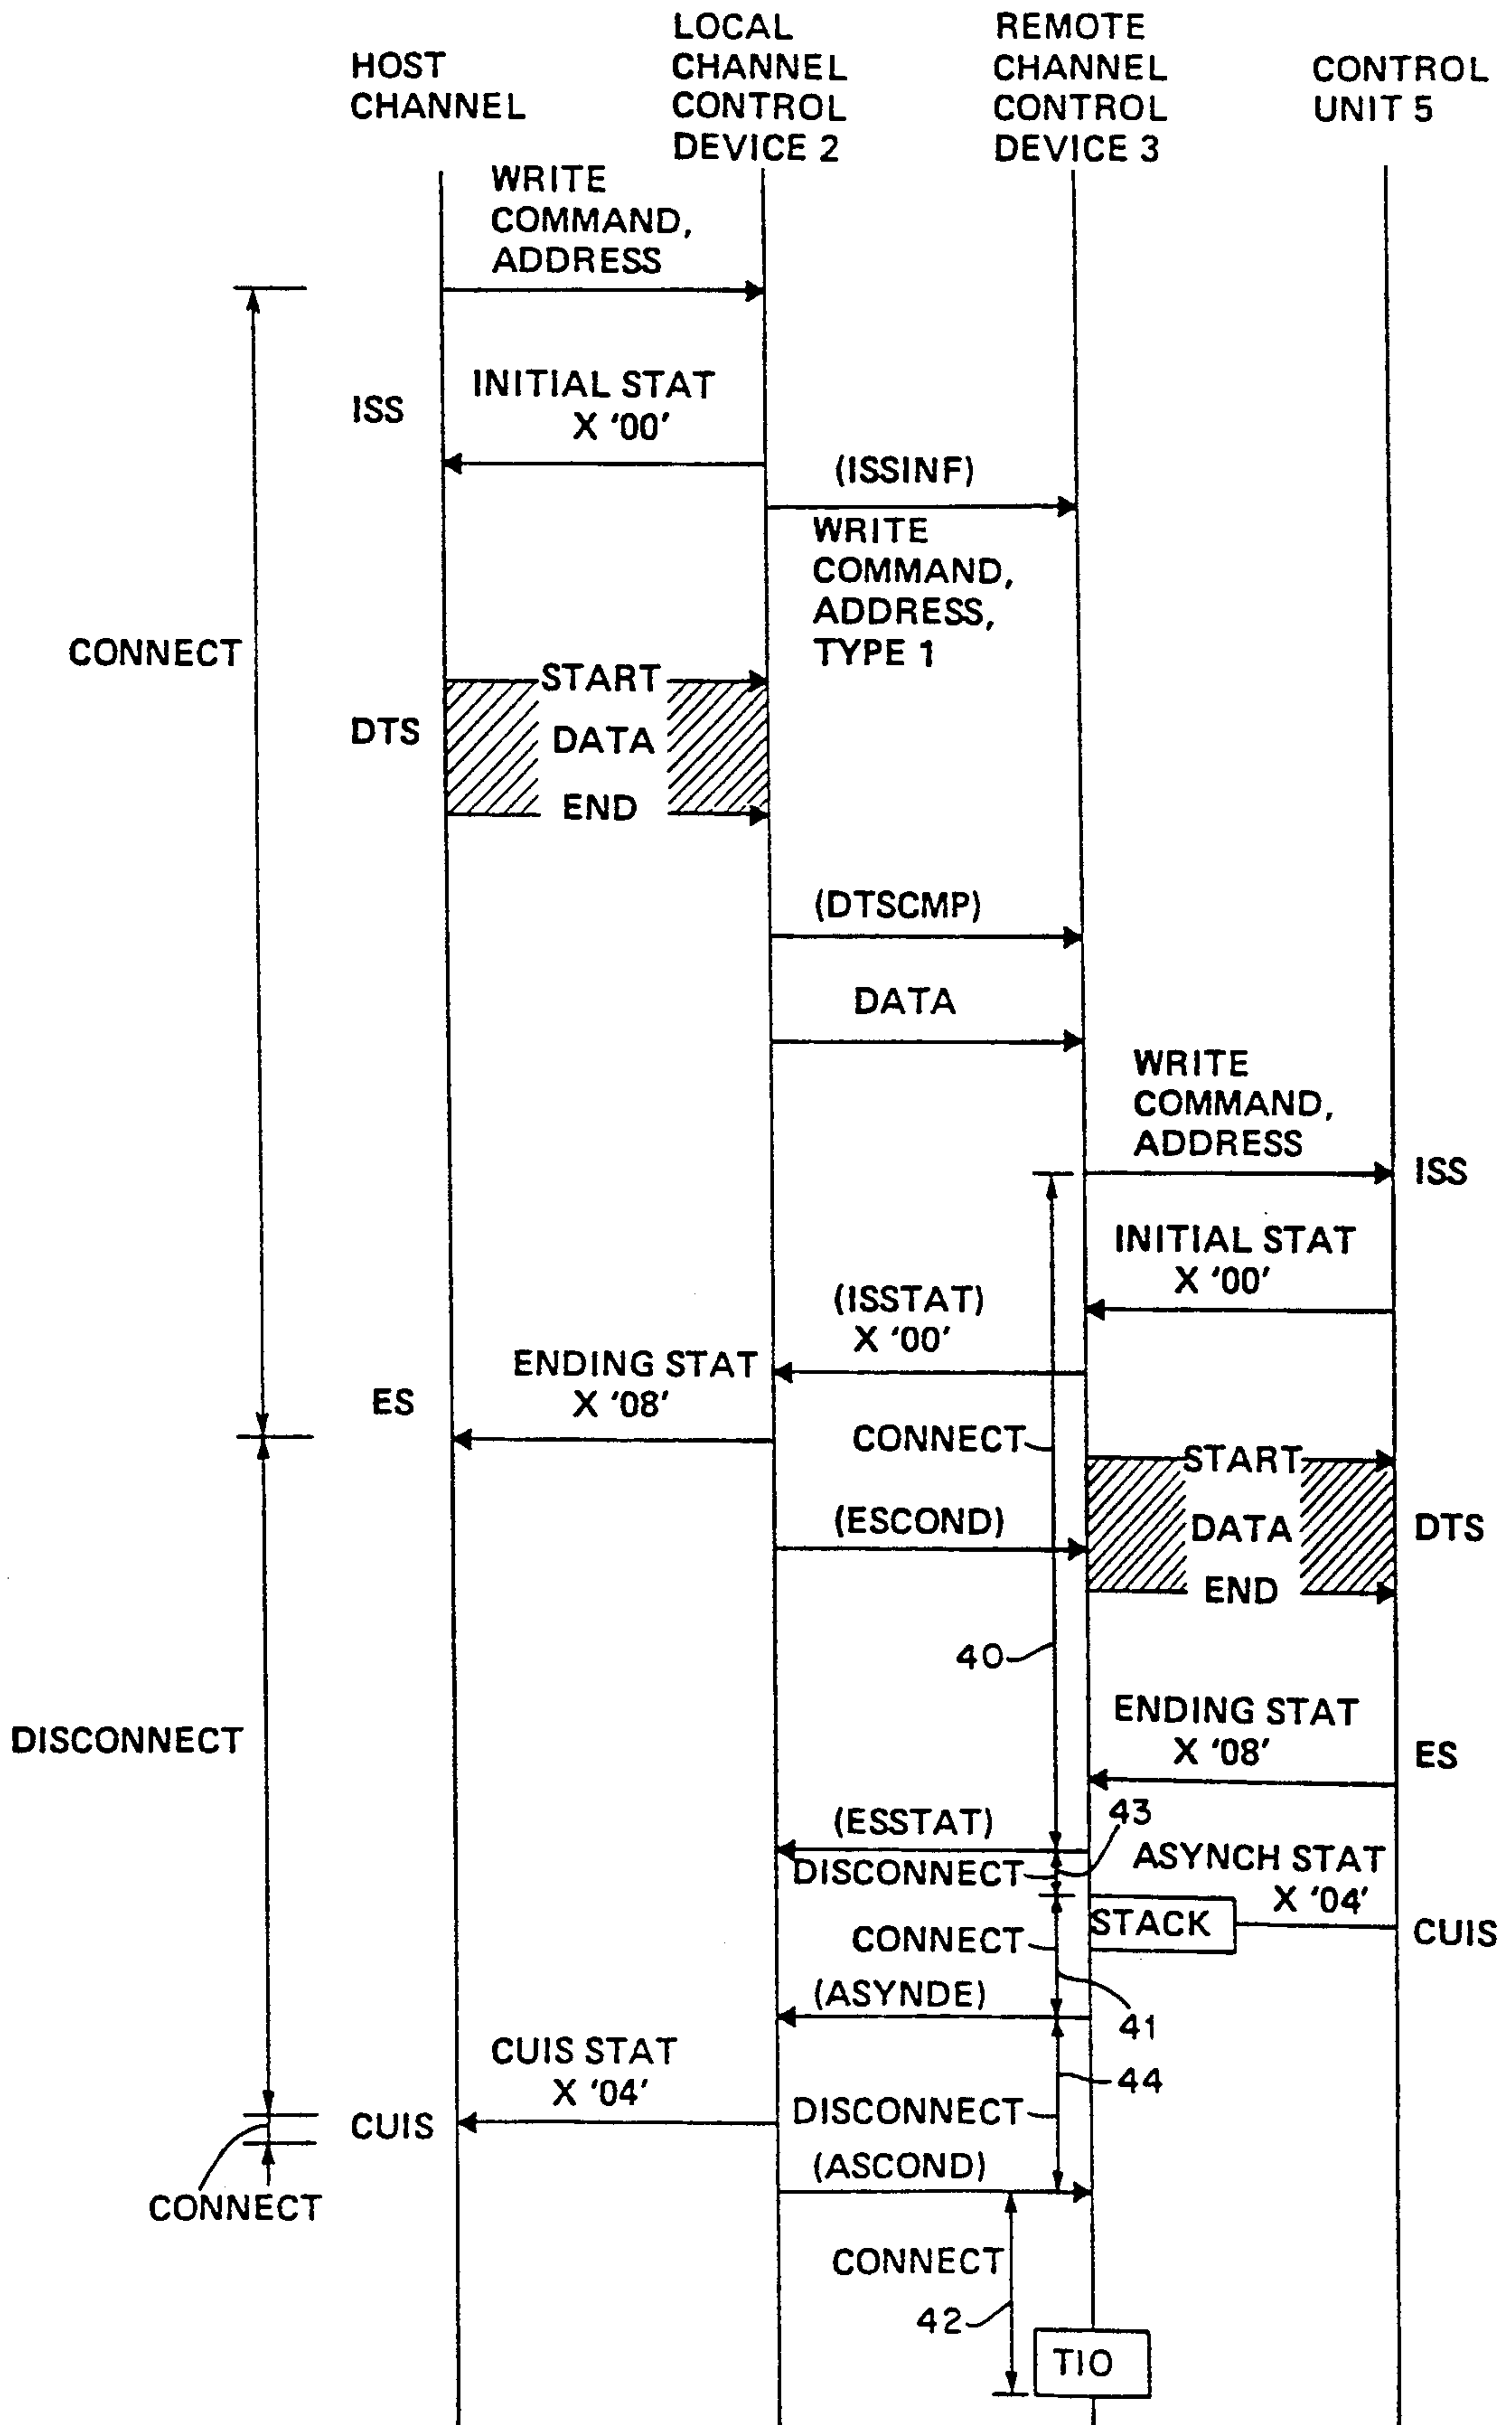 HOST
CHANNEL
LOCAL
CHANNEL
CONTROL
DEVICE 2
REMOTE
CHANNEL
CONTROL
DEVICE 3
CONTROL
UNIT 5
WRITE
COMMAND,
ADDRESS
INITIAL STAT
X '00'
ISS
(ISSINF)
WRITE
COMMAND,
ADDRESS,
TYPE 1
CONNECT
START
DATA
END
DTS
(DTSCMP)
DATA
WRITE
COMMAND,
ADDRESS
ISS
INITIAL STAT
X '00'
(ISSTAT)
X '00'
ENDING STAT
X '08'
ES
CONNECT
START
DATA
END
DTS
(ESCOND)
40
DISCONNECT
ENDING STAT
X '08'
ES
(ESSTAT)
43
DISCONNECT
ASYNCH STAT
X '04'
STACK
CUIS
CONNECT
(ASYNDE)
41
CUIS STAT
X '04'
44
DISCONNECT
CUIS
(ASCOND)
CONNECT
CONNECT
42
TIO